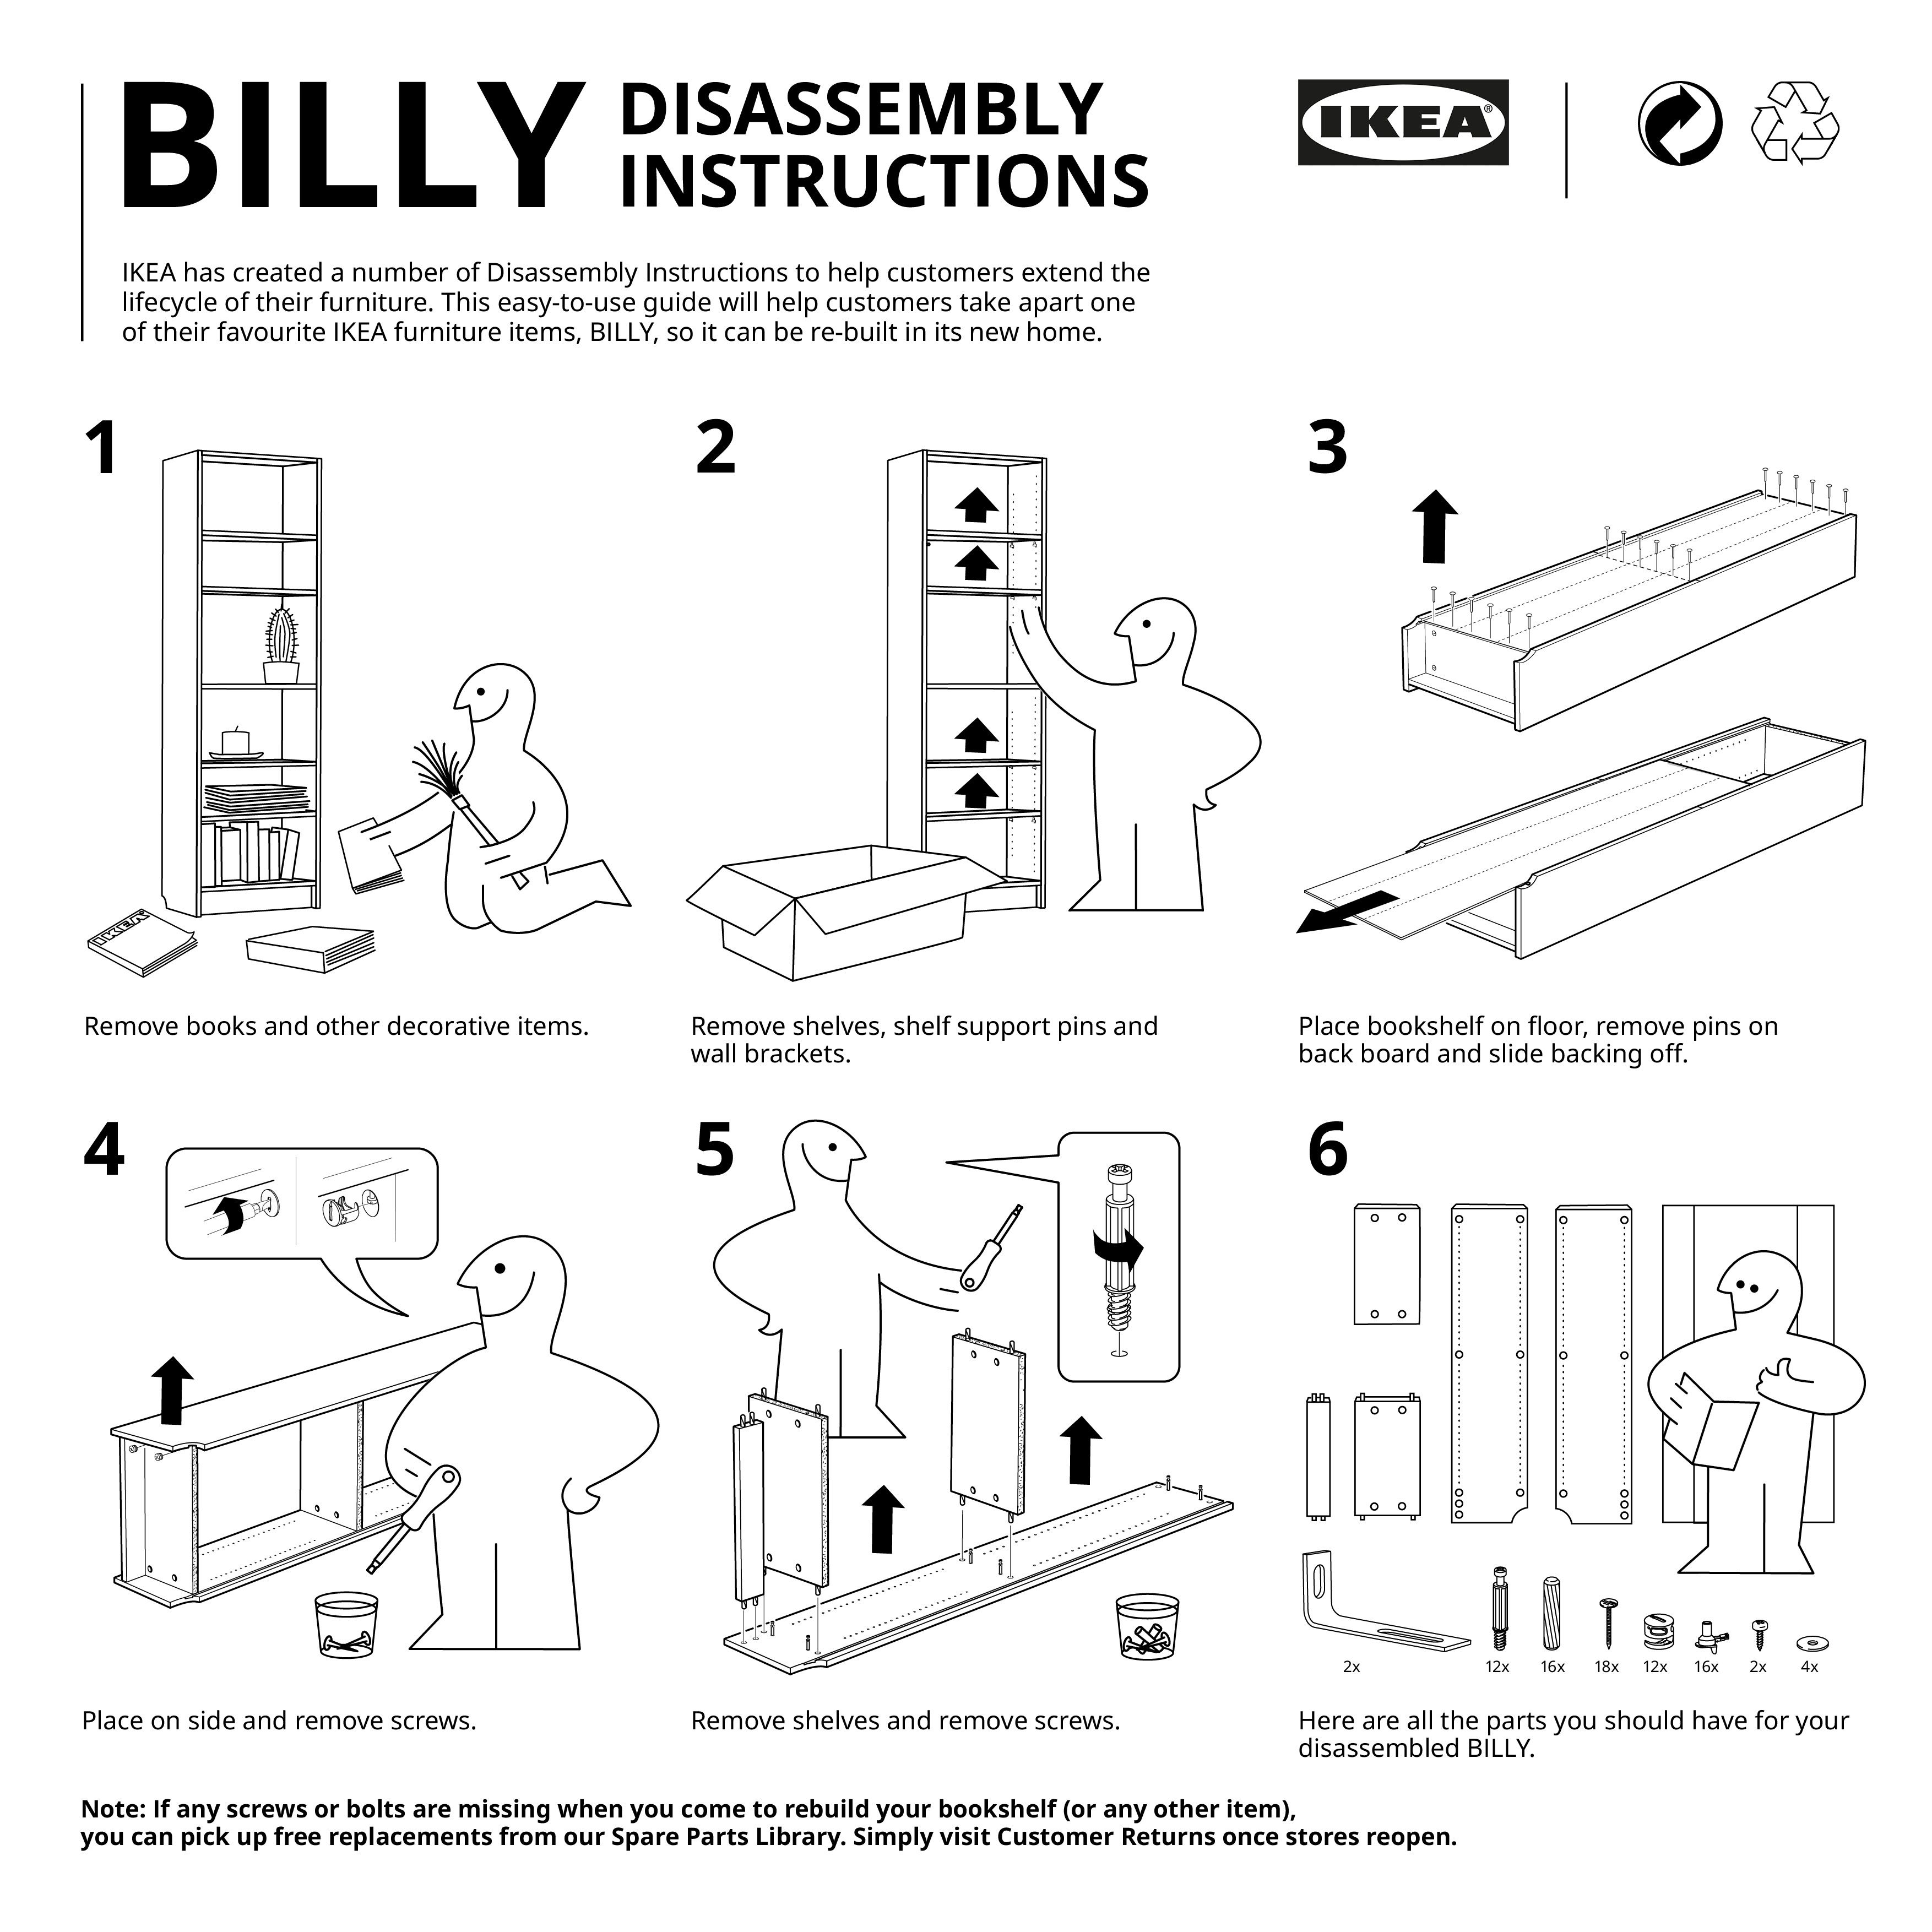 BILLY
DISASSEMBLY
INSTRUCTIONS
IKEA®
IKEA has created a number of Disassembly Instructions to help customers extend the
lifecycle of their furniture. This easy-to-use guide will help customers take apart one
of their favourite IKEA furniture items, BILLY, so it can be re-built in its new home.
1
2
3
IKEA
Remove books and other decorative items.
Remove shelves, shelf support pins and
wall brackets.
Place bookshelf on floor, remove pins on
back board and slide backing off.
4
5
6
2x
12x
16x
18x
12x
16x
2x
4x
Place on side and remove screws.
Remove shelves and remove screws.
Here are all the parts you should have for your
disassembled BILLY.
Note: If any screws or bolts are missing when you come to rebuild your bookshelf (or any other item),
you can pick up free replacements from our Spare Parts Library. Simply visit Customer Returns once stores reopen.